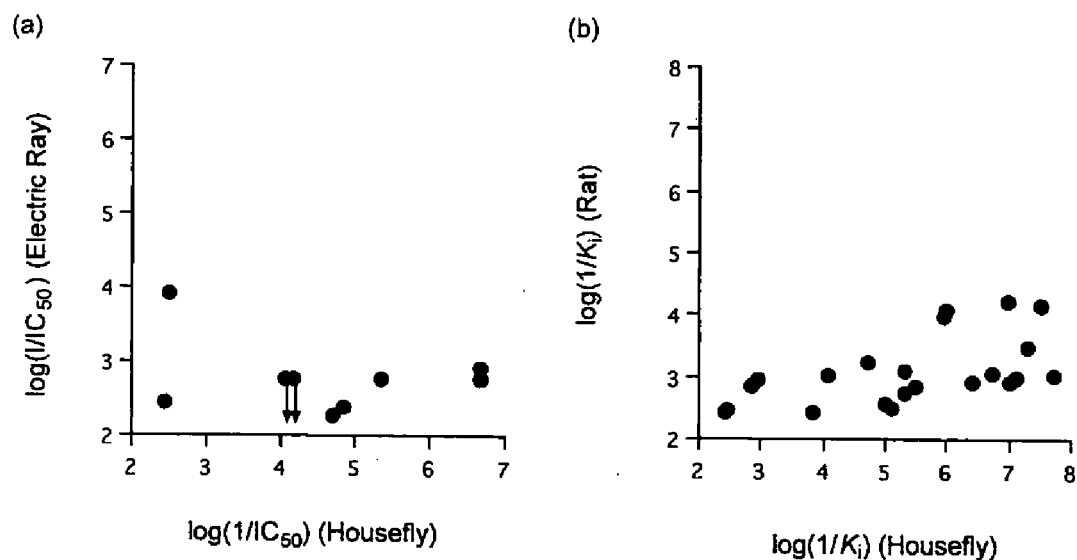 (a)
7
6
5
4
3
2
log(I/IC50) (Electric Ray)
2 3 4 5 6 7
log(1/IC50) (Housefly)
(b)
8
7
6
5
4
3
2
log(1/Ki) (Rat)
2 3 4 5 6 7 8
log(1/Ki) (Housefly)